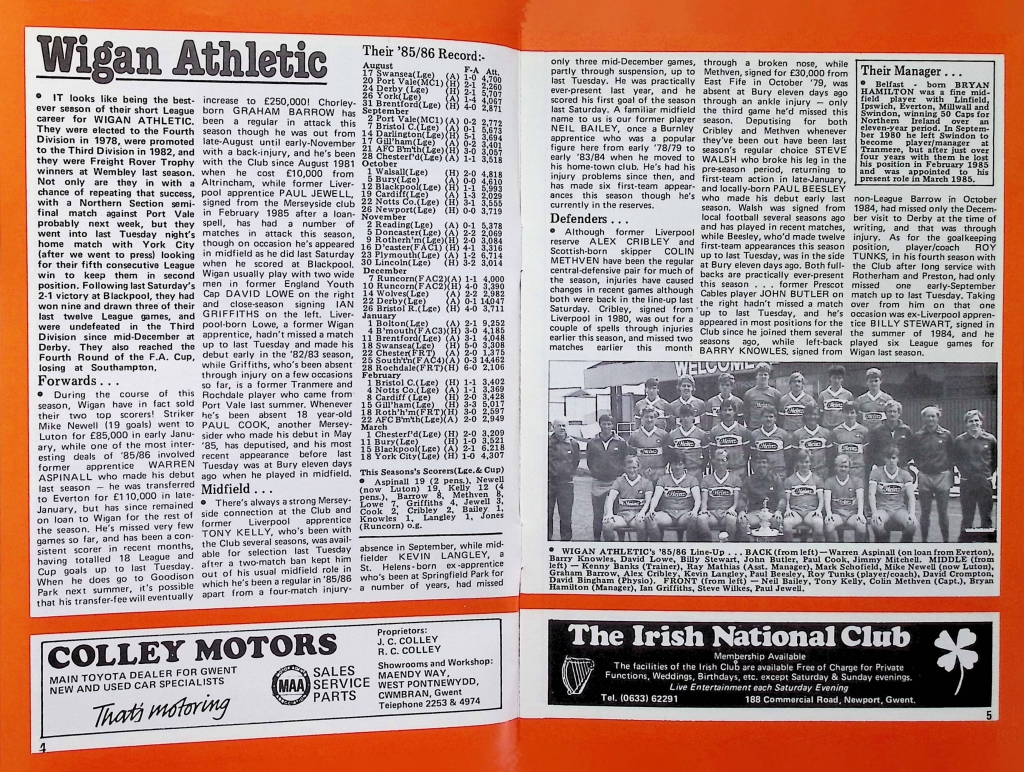 Wigan Athletic
• IT looks like being the best-
ever season of their short League
career for WIGAN ATHLETIC.
They were elected to the Fourth
Division in 1978, were promoted
to the Third Division in 1982, and
they were Freight Rover Trophy
winners at Wembley last season.
Not only are they in with a
chance of repeating that success,
with a Northern Section semi-
final match against Port Vale
probably next week, but they
went into last Tuesday night's
home match with York City
(after we went to press) looking
for their fifth consecutive League
win to keep them in second
position. Following last Saturday's
2-1 victory at Blackpool, they had
won nine and drawn three of their
last twelve League games, and
were undefeated in the Third
Division since mid-December at
Derby. They also reached the
Fourth Round of the F.A. Cup,
losing at Southampton,
Forwards . . .
• During the course of this
season, Wigan have in fact sold
their two top scorers! Striker
Mike Newell (19 goals) went to
Luton for £85,000 in early Janu-
ary, while one of the most inter-
esting deals of '85/86 involved
former apprentice WARREN
ASPINALL who made his debut
last season — he was transferred
to Everton for £110,000 in late-
January, but has since remained
on loan to Wigan for the rest of
the season. He's missed very few
games so far, and has been a con-
sistent scorer in recent months,
having totalled 18 League and
Cup goals up to last Tuesday.
When he does go to Goodison
Park next summer, it's possible
that his transfer-fee will eventually
increase to £250,000! Chorley-
born GRAHAM BARROW has
been a regular in attack this
season though he was out from
late-August until early-November
with a back-injury, and he's been
with the Club since August 1981
when he cost £10,000 from
Altrincham, while former Liver-
pool apprentice PAUL JEWELL,
signed from the Merseyside club
in February 1985 after a loan-
spell, has had a number of
matches in attack this season,
though on occasion he's appeared
in midfield as he did last Saturday
when he scored at Blackpool.
Wigan usually play with two wide
men in former England Youth
Cup DAVID LOWE on the right
and close-season signing IAN
GRIFFITHS on the left. Liver-
pool-born Lowe, a former Wigan
apprentice, hadn't missed a match
up to last Tuesday and made his
debut early in the '82/83 season,
while Griffiths, who's been absent
through injury on a few occasions
so far, is a former Tranmere and
Rochdale player who came from
Port Vale last summer. Whenever
he's been absent 18 year-old
PAUL COOK, another Mersey-
sider who made his debut in May
'85, has deputised, and his most
recent appearance before last
Tuesday was at Bury eleven days
ago when he played in midfield.
Midfield . . .
• There's always a strong Mersey-
side connection at the Club and
former Liverpool apprentice
TONY KELLY, who's been with
the Club several seasons, was avail-
able for selection last Tuesday
after a two-match ban kept him
out of his usual midfield role in
which he's been a regular in '85/86
apart from a four-match injury-
Their '85/86 Record:-
August F-A Att.
17 Swansea(Lge) (A) 1-0 4,700
20 Port Vale(MC1) (H) 2-1 2,260
24 Derby (Lge) (H) 2-1 5,707
26 York(Lge) (A) 1-4 4,067
31 Brentford(Lge) (H) 4-0 2,871
September
2 Port Vale(MC1) (A) 0-2 2,772
7 Bristol C.(Lge) (A) 0-1 5,673
14 Darlington(Lge)(H) 5-1 3,694
17 Gill'ham(Lge) (A) 0-2 3,401
21 AFC B'mth(Lge) (H) 3-0 3,057
28 Chesterf'd(Lge) (A) 1-1 3,518
October
1 Walsall(Lge) (H) 2-0 4,818
5 Bury(Lge) (A) 0-0 4,610
12 Blackpool(Lge) (H) 1-1 5,993
19 Cardiff(Lge) (A) 1-3 2,029
22 Notts Co.(Lge) (H) 3-1 3,555
26 Newport(Lge) (H) 0-0 3,719
November
2 Reading(Lge) (A) 0-1 5,378
5 Doncaster(Lge) (A) 2-2 2,069
9 Rotherh'm(Lge) (H) 2-0 3,084
16 D'caster(FAC1) (H) 4-1 3,316
23 Plymouth(Lge) (A) 1-2 6,714
30 Lincoln(Lge) (H) 3-2 3,014
December
7 Runcorn(FAC2)(A) 1-1 4,000
10 Runcorn(FAC2)(H) 4-0 3,390
14 Wolves(Lge) (A) 2-2 2,982
22 Derby(Lge) (A) 0-1 14047
26 Bristol R.(Lge) (H) 4-0 3,711
January
1 Bolton(Lge) (A) 2-1 9,252
4 B'mouth(FAC3)(H) 3-0 4,185
11 Brentford(Lge) (A) 3-1 4,048
18 Swansea(Lge) (H) 5-0 3,308
22 Chester(FRT) (A) 2-0 1,375
25 South'tn(FAC4)(A) 0-3 14,462
28 Rochdale(FRT)(H) 6-0 2,106
February
1 Bristol C.(Lge) (H) 1-1 3,402
4 Notts Co.(Lge) (A) 1-1 3,369
8 Cardiff (Lge) (H) 2-0 3,428
15 Gill'ham(Lge) (H) 3-3 5,017
18 Roth'h'm(FRT)(H) 3-0 2,597
22 AFC B'm'th(Lge) (A) 2-0 2,949
March
1 Chesterf'd(Lge) (H) 2-0 3,209
11 Bury(Lge) (H) 1-0 3,521
15 Blackpool(Lge) (A) 2-1 6,218
18 York City(Lge) (H) 1-0 4,307
This Seasons's Scorers(Lge.& Cup)
• Aspinall 19 (2 pens.), Newell
(now Luton) 19, Kelly 12 (4
pens.), Barrow 8, Methven 8,
Lowe 7, Griffiths 4, Jewell 3,
Cook 2, Cribley 2, Bailey 1,
Knowles 1, Langley 1, Jones
(Runcorn) o.g.
absence in September, while mid-
fielder KEVIN LANGLEY, a
St. Helens-born ex-apprentice
who's been at Springfield Park for
a number of years, had missed
only three mid-December games,
partly through suspension, up to
last Tuesday. He was practically
ever-present last year, and he
scored his first goal of the season
last Saturday. A familiar midfield
name to us is our former player
NEIL BAILEY, once a Burnley
apprentice who was a popular
figure here from early '78/79 to
early '83/84 when he moved to
his home-town club. He's had his
injury problems since then, and
has made six first-team appear-
ances this season though he's
currently in the reserves.
Defenders . . .
• Although former Liverpool
reserve ALEX CRIBLEY and
Scottish-born skipper COLIN
METHVEN have been the regular
central-defensive pair for much of
the season, injuries have caused
changes in recent games although
both were back in the line-up last
Saturday. Cribley, signed from
Liverpool in 1980, was out for a
couple of spells through injuries
earlier this season, and missed two
matches earlier this month
through a broken nose, while
Methven, signed for £30,000 from
East Fife in October '79, was
absent at Bury eleven days ago
through an ankle injury — only
the third game he'd missed this
season. Deputising for both
Cribley and Methven whenever
they've been out have been last
season's regular choice STEVE
WALSH who broke his leg in the
pre-season period, returning to
first-team action in late-January,
and locally-born PAUL BEESLEY
who made his debut early last
season. Walsh was signed from
local football several seasons ago
and has played in recent matches,
while Beesley, who'd made twelve
first-team appearances this season
up to last Tuesday, was in the side
at Bury eleven days ago. Both full-
backs are practically ever-present
this season . . . former Prescot
Cables player JOHN BUTLER on
the right hadn't missed a match
up to last Tuesday, and he's
appeared in most positions for the
Club since he joined them several
seasons ago, while left-back
BARRY KNOWLES, signed from
Their Manager . . .
• Belfast - born BRYAN
HAMILTON was a fine mid-
field player with Linfield,
Ipswich, Everton, Millwall and
Swindon, winning 50 Caps for
Northern Ireland over an
eleven-year period. In Septem-
ber 1980 he left Swindon to
become player/manager at
Tranmere, but after just over
four years with them he lost
his position in February 1985
and was appointed to his
present role in March 1985.
non-League Barrow in October
1984, had missed only the Decem-
ber visit to Derby at the time of
writing, and that was through
injury. As for the goalkeeping
position, player/coach ROY
TUNKS, in his fourth season with
the Club after long service with
Rotherham and Preston, had only
missed one early-September
match up to last Tuesday. Taking
over from him on that one
occasion was ex-Liverpool appren-
tice BILLY STEWART, signed in
the summer of 1984, and he
played six League games for
Wigan last season.
WELCOME
Heinz
• WIGAN ATHLETIC's '85/86 Line-Up . . . BACK (from left) — Warren Aspinall (on loan from Everton),
Barry Knowles, David Lowe, Billy Stewart, John Butler, Paul Cook, Jimmy Mitchell. MIDDLE (from
left) — Kenny Banks (Trainer), Ray Mathias (Asst. Manager), Mark Schofield, Mike Newell (now Luton),
Graham Barrow, Alex Cribley, Kevin Langley, Paul Beesley, Roy Tunks (player/coach), David Crompton,
David Bingham (Physio). FRONT (from left) — Neil Bailey, Tony Kelly, Colin Methven (Capt.), Bryan
Hamilton (Manager), Ian Griffiths, Steve Wilkes, Paul Jewell.
COLLEY MOTORS
MAIN TOYOTA DEALER FOR GWENT
NEW AND USED CAR SPECIALISTS
That's motoring
MAA
SALES
SERVICE
PARTS
Proprietors:
J. C. COLLEY
R. C. COLLEY
Showrooms and Workshop:
MAENDY WAY,
WEST PONTNEWYDD,
CWMBRAN, Gwent
Telephone 2253 & 4974
4
The Irish National Club
Membership Available
The facilities of the Irish Club are available Free of Charge for Private
Functions, Weddings, Birthdays, etc. except Saturday & Sunday evenings.
Live Entertainment each Saturday Evening
Tel. (0633) 62291 188 Commercial Road, Newport, Gwent.
5